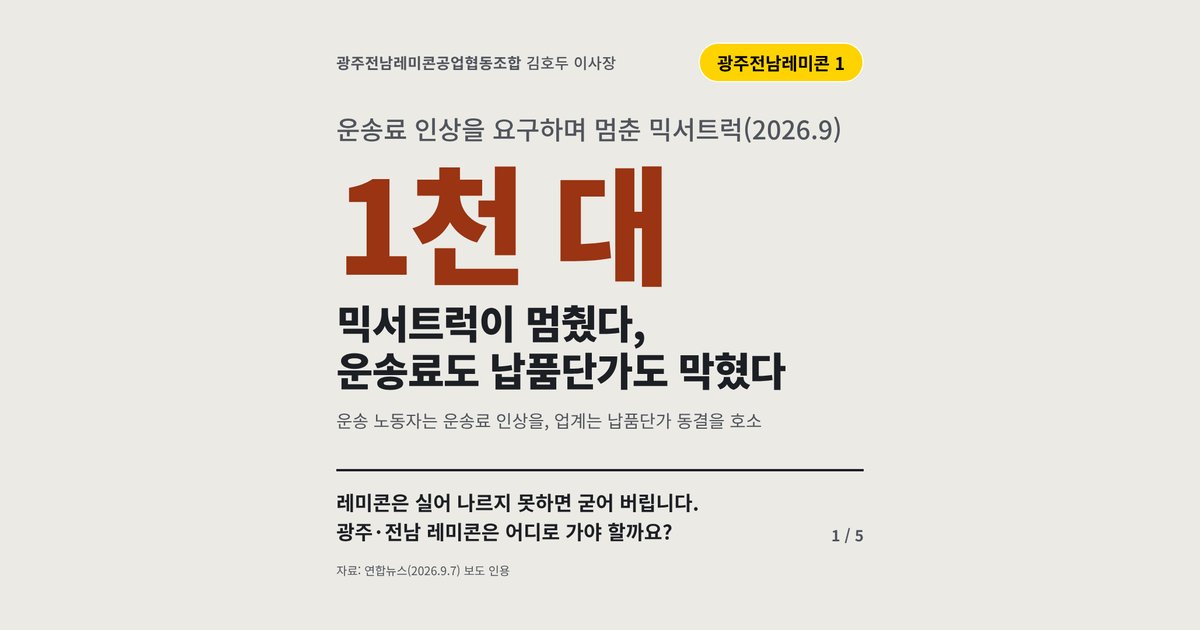 광주전남레미콘공업협동조합 김호두 이사장
광주전남레미콘 1
운송료 인상을 요구하며 멈춘 믹서트럭(2026.9)
1천 대
믹서트럭이 멈췄다,
운송료도 납품단가도 막혔다
운송 노동자는 운송료 인상을, 업계는 납품단가 동결을 호소
레미콘은 실어 나르지 못하면 굳어 버립니다.
광주·전남 레미콘은 어디로 가야 할까요?
1 / 5
자료: 연합뉴스(2026.9.7) 보도 인용